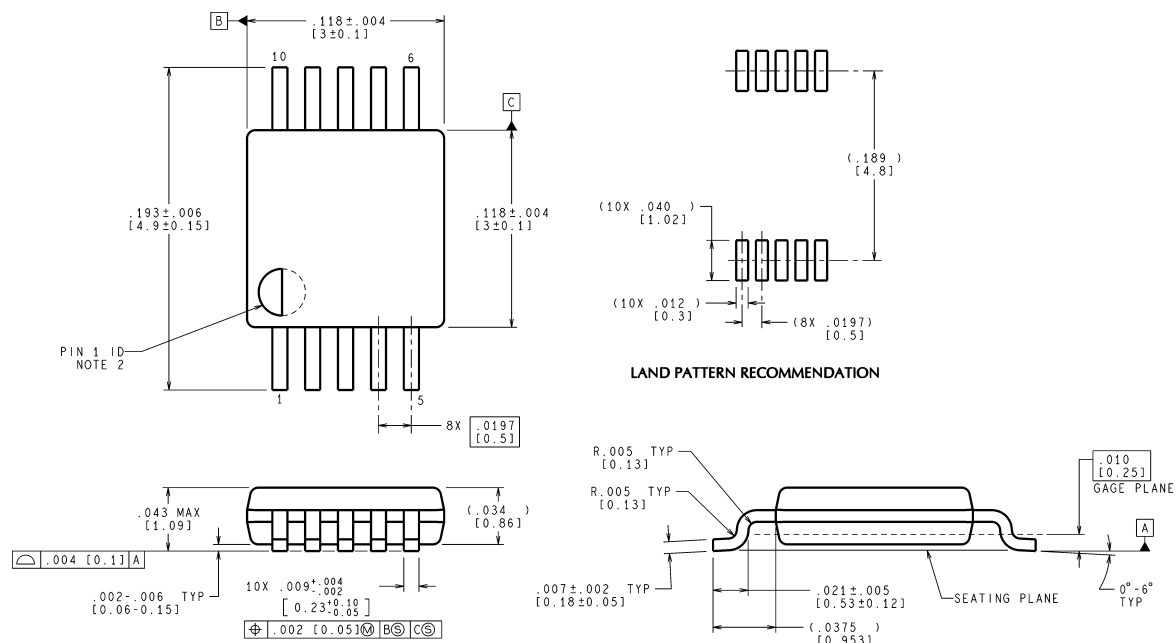 B
.118±.004
[3±0.1]
10
6
C
.193±.006
[4.9±0.15]
.118±.004
[3±0.1]
PIN 1 ID
NOTE 2
1
5
8X .0197
[0.5]
(.189 )
[4.8]
(10X .040 )
[1.02]
(10X .012 )
[0.3]
(8X .0197)
[0.5]
LAND PATTERN RECOMMENDATION
.043 MAX
[1.09]
(.034 )
[0.86]
⌓ .004 [0.1] A
.002-.006 TYP
[0.06-0.15]
10X .009+.004
-.002
[ 0.23+0.10
-0.05 ]
⌖ .002 [0.05]Ⓜ BⓈ CⓈ
R.005 TYP
[0.13]
R.005 TYP
[0.13]
.010
[0.25]
GAGE PLANE
A
.007±.002 TYP
[0.18±0.05]
.021±.005
[0.53±0.12]
SEATING PLANE
0°-6°
TYP
(.0375 )
[0.953]